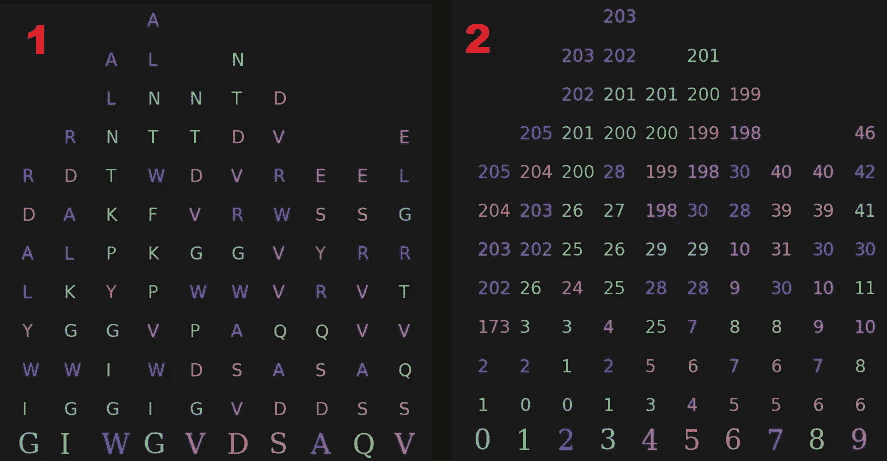 1
A
A L N
L N N T D
R N T T D V E
R D T W D V R E E L
D A K F V R W S S G
A L P K G G V Y R R
L K Y P W W V R V T
Y G G V P A Q Q V V
W W I W D S A S A Q
I G G I G V D D S S
G I W G V D S A Q V
2
203
203 202 201
202 201 201 200 199
205 201 200 200 199 198 46
205 204 200 28 199 198 30 40 40 42
204 203 26 27 198 30 28 39 39 41
203 202 25 26 29 29 10 31 30 30
202 26 24 25 28 28 9 30 10 11
173 3 3 4 25 7 8 8 9 10
2 2 1 2 5 6 7 6 7 8
1 0 0 1 3 4 5 5 6 6
0 1 2 3 4 5 6 7 8 9